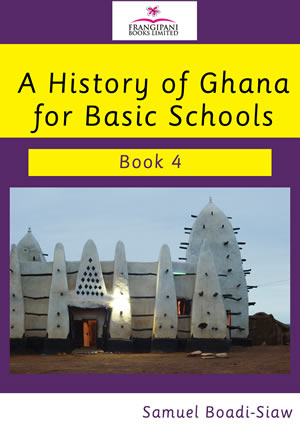 FRANGIPANI
BOOKS LIMITED
A History of Ghana
for Basic Schools
Book 4
Samuel Boadi-Siaw